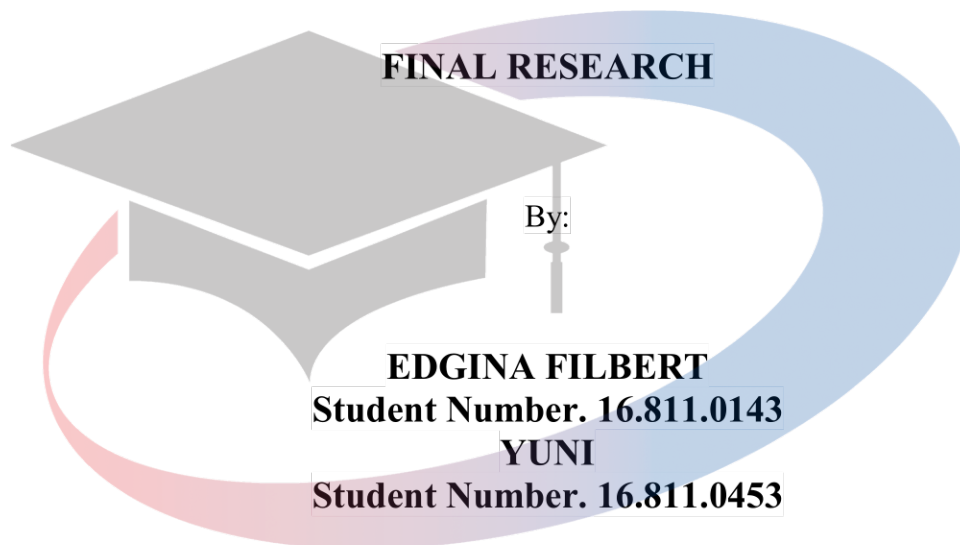 FINAL RESEARCH
By:
EDGINA FILBERT
Student Number. 16.811.0143
YUNI
Student Number. 16.811.0453